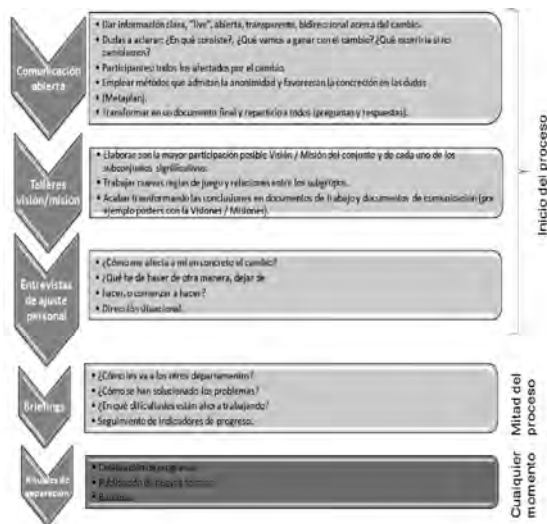 Comunicación abierta
• Dar información clara, "live", abierta, transparente, bidireccional acerca del cambio.
• Dudas a aclarar: ¿En qué consiste?, ¿Qué vamos a ganar con el cambio? ¿Qué ocurriría si no cambiamos?
• Participantes: todos los afectados por el cambio.
• Emplear métodos que admitan la anonimidad y favorezcan la concreción en las dudas
• (Metaplan).
• Transformar en un documento final y repartirlo a todos (preguntas y respuestas).
Talleres visión/misión
• Elaborar con la mayor participación posible Visión / Misión del conjunto y de cada uno de los
subconjuntos significativos.
• Trabajar nuevas reglas de juego y relaciones entre los subgrupos.
• Acabar transformando las conclusiones en documentos de trabajo y documentos de comunicación (por
ejemplo posters con la Visiones / Misiones).
Entrevistas de ajuste personal
• ¿Cómo me afecta a mí en concreto el cambio?
• ¿Qué he de hacer de otra manera, dejar de
• hacer, o comenzar a hacer?
• Dirección situacional.
Inicio del proceso
Briefings
• ¿Cómo les va a los otros departamentos?
• ¿Cómo se han solucionado los problemas?
• ¿En qué dificultades están ahora trabajando?
• Seguimiento de indicadores de progreso.
Mitad del proceso
Rituales de separación
• Celebración de
• Publicación de
Cualquier momento